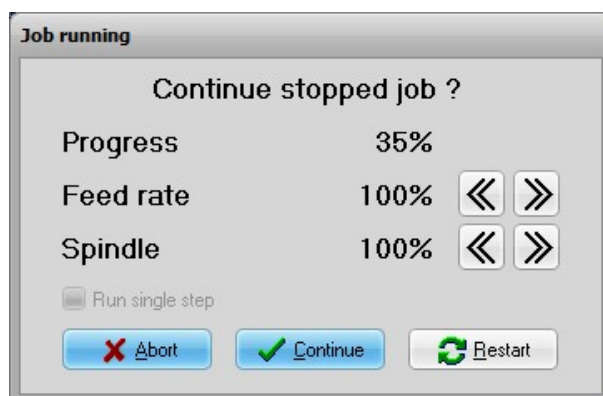 Job running
Continue stopped job ?
Progress 35%
Feed rate 100%
Spindle 100%
Run single step
Abort Continue Restart